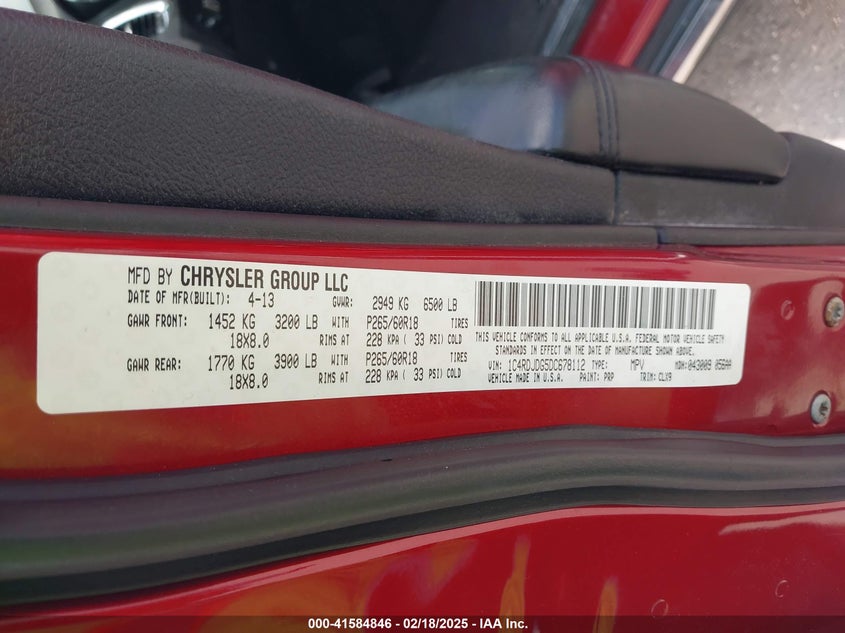 MFD BY CHRYSLER GROUP LLC
DATE OF MFR(BUILT): 4-13 GVWR: 2949 KG 6500 LB
GAWR FRONT: 1452 KG 3200 LB WITH P265/60R18 TIRES
18X8.0 RIMS AT 228 KPA ( 33 PSI) COLD
GAWR REAR: 1770 KG 3900 LB WITH P265/60R18 TIRES
18X8.0 RIMS AT 228 KPA ( 33 PSI) COLD
THIS VEHICLE CONFORMS TO ALL APPLICABLE U.S.A. FEDERAL MOTOR VEHICLE SAFETY
STANDARDS IN EFFECT ON THE DATE OF MANUFACTURE SHOWN ABOVE.
VIN: 1C4RDJDG5DC678112 TYPE: MPV MDH: 043009 056AA
VEHICLE MADE IN U.S.A. PAINT: PRP TRIM: CLX9
000-41584846 - 02/18/2025 - IAA Inc.